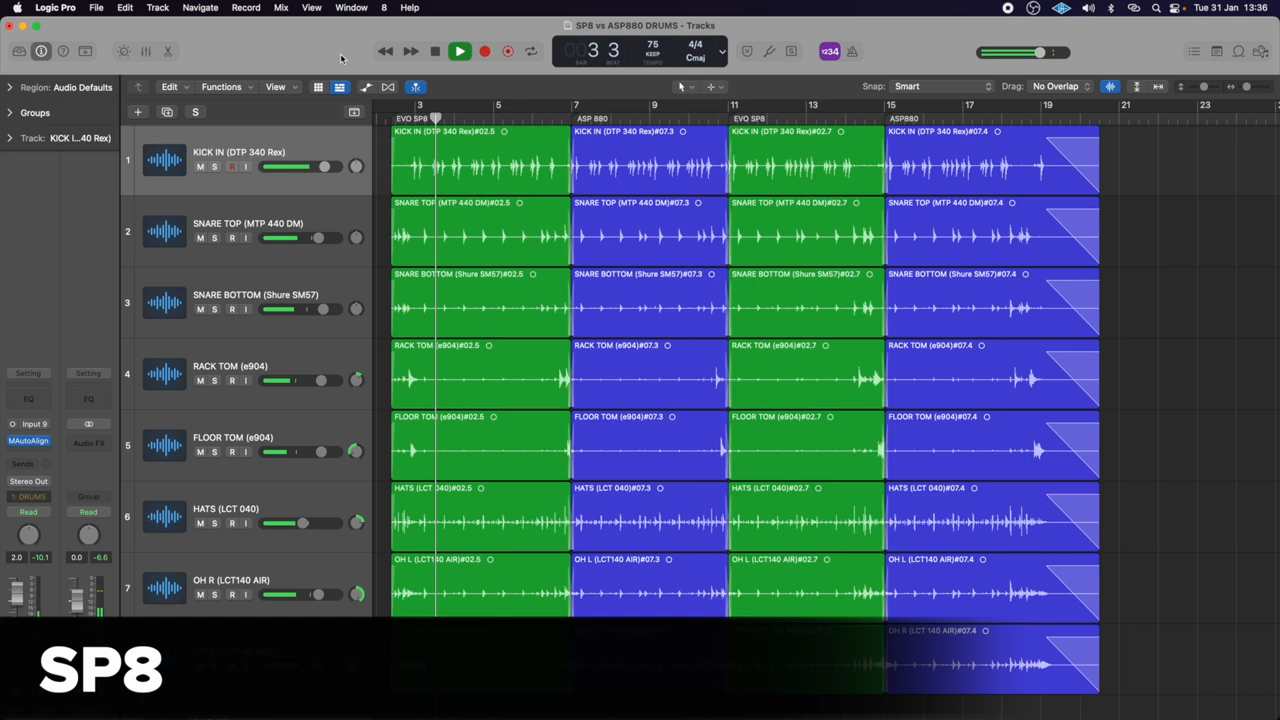 Logic Pro File Edit Track Navigate Record Mix View Window 8 Help Tue 31 Jan 13:36
SP8 vs ASP880 DRUMS - Tracks
3 3 75 4/4
KEEP Cmaj
BAR BEAT TEMPO
1234
Region: Audio Defaults
Edit Functions View Snap: Smart Drag: No Overlap
Groups
S
3 5 7 9 11 13 15 17 19 21 23
EVO SP8 ASP 880 EVO SP8 ASP880
Track: KICK I...40 Rex)
1 KICK IN (DTP 340 Rex)
M S R I
KICK IN (DTP 340 Rex)#02.5 KICK IN (DTP 340 Rex)#07.3 KICK IN (DTP 340 Rex)#02.7 KICK IN (DTP 340 Rex)#07.4
2 SNARE TOP (MTP 440 DM)
M S R I
SNARE TOP (MTP 440 DM)#02.5 SNARE TOP (MTP 440 DM)#07.3 SNARE TOP (MTP 440 DM)#02.7 SNARE TOP (MTP 440 DM)#07.4
3 SNARE BOTTOM (Shure SM57)
M S R I
SNARE BOTTOM (Shure SM57)#02.5 SNARE BOTTOM (Shure SM57)#07.3 SNARE BOTTOM (Shure SM57)#02.7 SNARE BOTTOM (Shure SM57)#07.4
4 RACK TOM (e904)
M S R I
RACK TOM (e904)#02.5 RACK TOM (e904)#07.3 RACK TOM (e904)#02.7 RACK TOM (e904)#07.4
5 FLOOR TOM (e904)
M S R I
FLOOR TOM (e904)#02.5 FLOOR TOM (e904)#07.3 FLOOR TOM (e904)#02.7 FLOOR TOM (e904)#07.4
6 HATS (LCT 040)
M S R I
HATS (LCT 040)#02.5 HATS (LCT 040)#07.3 HATS (LCT 040)#02.7 HATS (LCT 040)#07.4
7 OH R (LCT140 AIR)
M S R I
OH L (LCT140 AIR)#02.5 OH L (LCT140 AIR)#07.3 OH L (LCT140 AIR)#02.7 OH L (LCT140 AIR)#07.4
OH R (LCT 140 AIR)#07.4
Setting Setting
EQ EQ
Input 9
MAutoAlign Audio FX
Sends
Stereo Out
1: DRUMS Group
Read Read
2.0 -10.1 0.0 -6.6
SP8